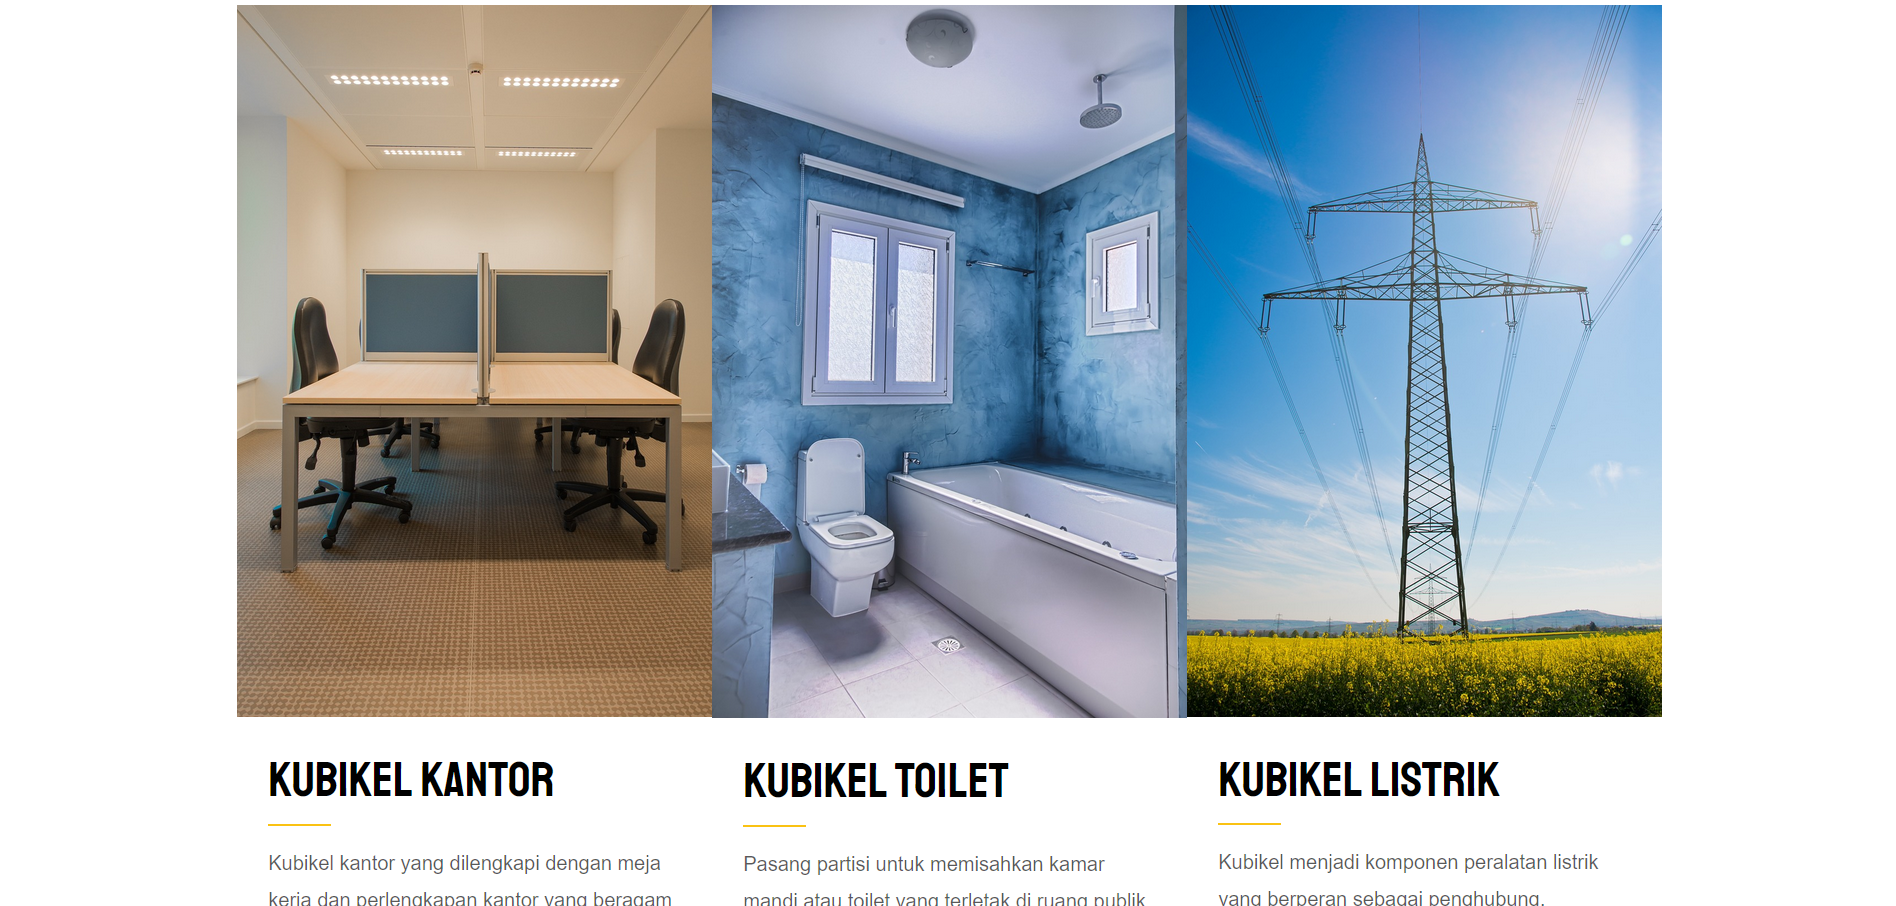 KUBIKEL KANTOR
Kubikel kantor yang dilengkapi dengan meja
kerja dan perlengkapan kantor yang beragam
KUBIKEL TOILET
Pasang partisi untuk memisahkan kamar
mandi atau toilet yang terletak di ruang publik
KUBIKEL LISTRIK
Kubikel menjadi komponen peralatan listrik
yang berperan sebagai penghubung,